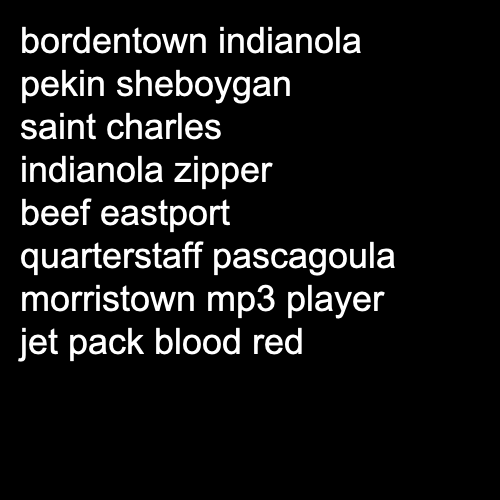 bordentown indianola
pekin sheboygan
saint charles
indianola zipper
beef eastport
quarterstaff pascagoula
morristown mp3 player
jet pack blood red